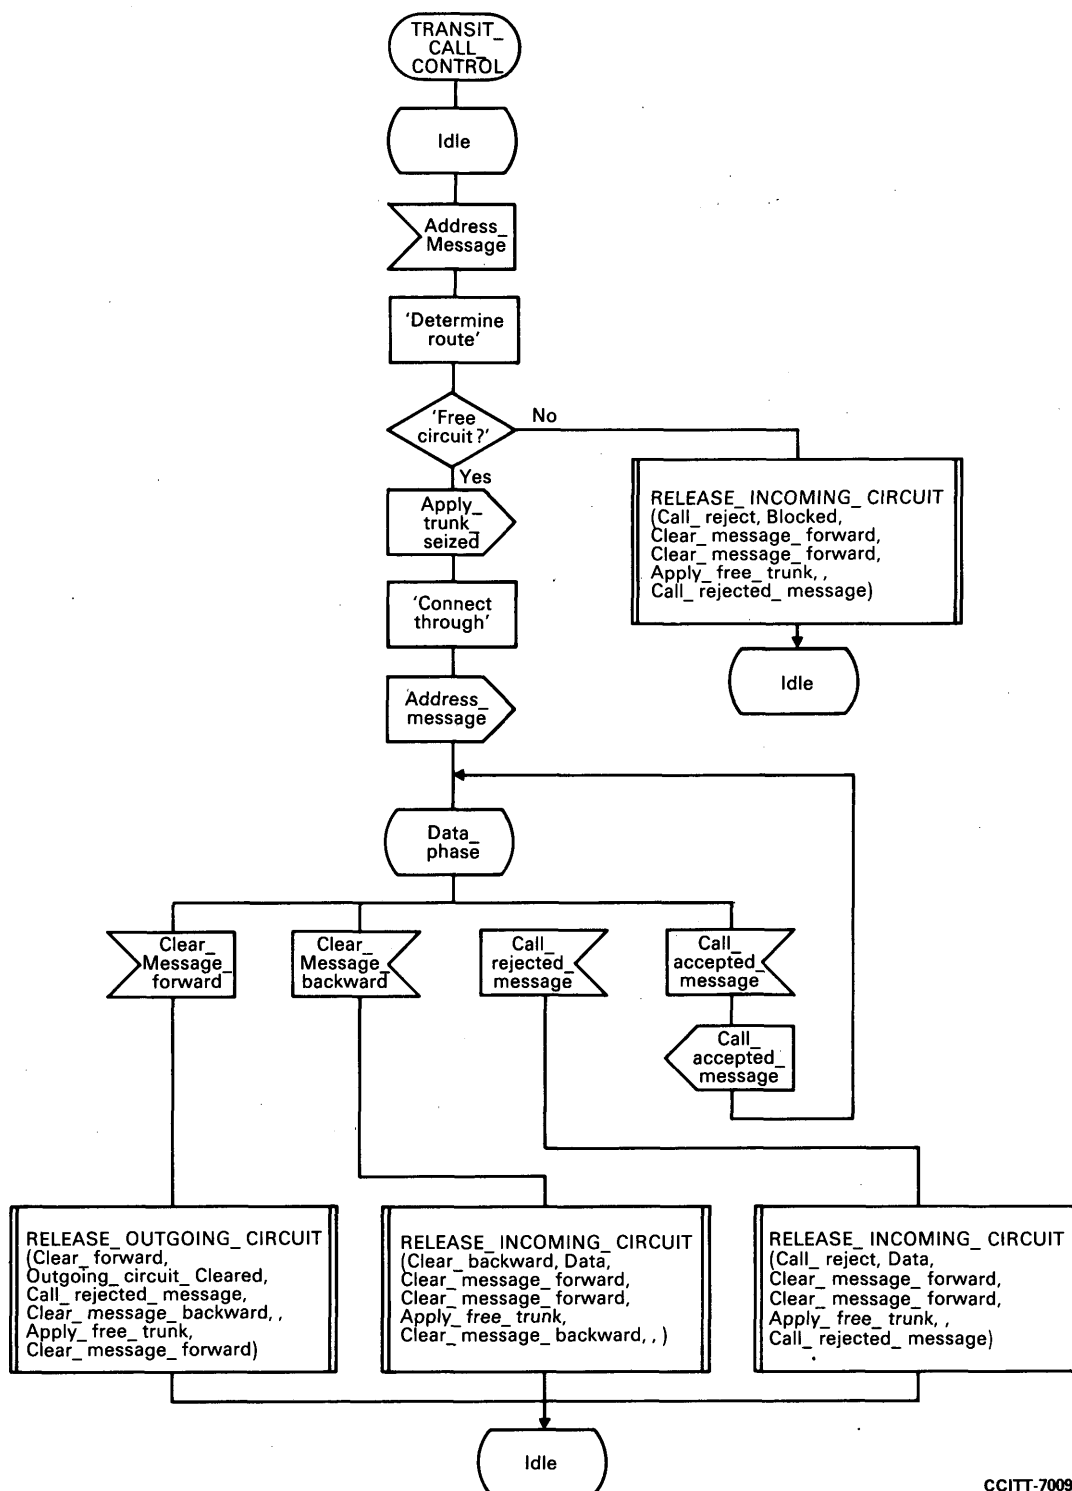 TRANSIT_
CALL_
CONTROL
Idle
Address_
Message
'Determine
route'
'Free
circuit?'
No
Yes
Apply_
trunk_
seized
RELEASE_ INCOMING_ CIRCUIT
(Call_ reject, Blocked,
Clear_ message_ forward,
Clear_ message_ forward,
Apply_ free_ trunk, ,
Call_ rejected_ message)
'Connect
through'
Idle
Address_
message
Data_
phase
Clear_
Message_
forward
Clear_
Message_
backward
Call_
rejected_
message
Call_
accepted_
message
Call_
accepted_
message
RELEASE_ OUTGOING_ CIRCUIT
(Clear_ forward,
Outgoing_ circuit_ Cleared,
Call_ rejected_ message,
Clear_ message_ backward, ,
Apply_ free_ trunk,
Clear_ message_ forward)
RELEASE_ INCOMING_ CIRCUIT
(Clear_ backward, Data,
Clear_ message_ forward,
Clear_ message_ forward,
Apply_ free_ trunk,
Clear_ message_ backward, , )
RELEASE_ INCOMING_ CIRCUIT
(Call_ reject, Data,
Clear_ message_ forward,
Clear_ message_ forward,
Apply_ free_ trunk, ,
Call_ rejected_ message)
Idle
CCITT-7009